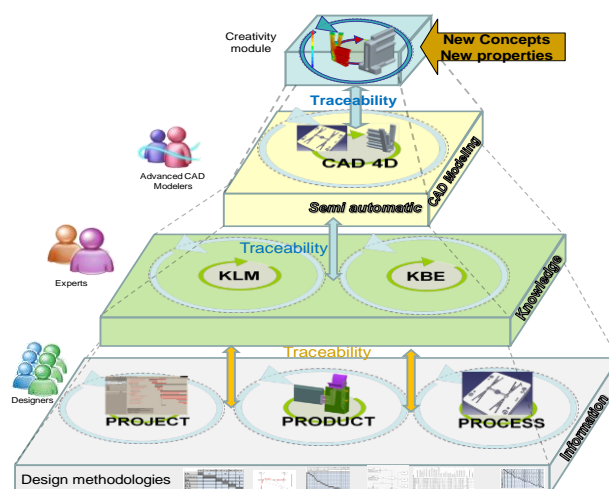 Creativity
module
New Concepts
New properties
Traceability
Advanced CAD
Modelers
CAD 4D
CAD Modeling
Semi automatic
Traceability
Experts
KLM
KBE
Knowledge
Traceability
Designers
PROJECT
PRODUCT
PROCESS
Information
Design methodologies